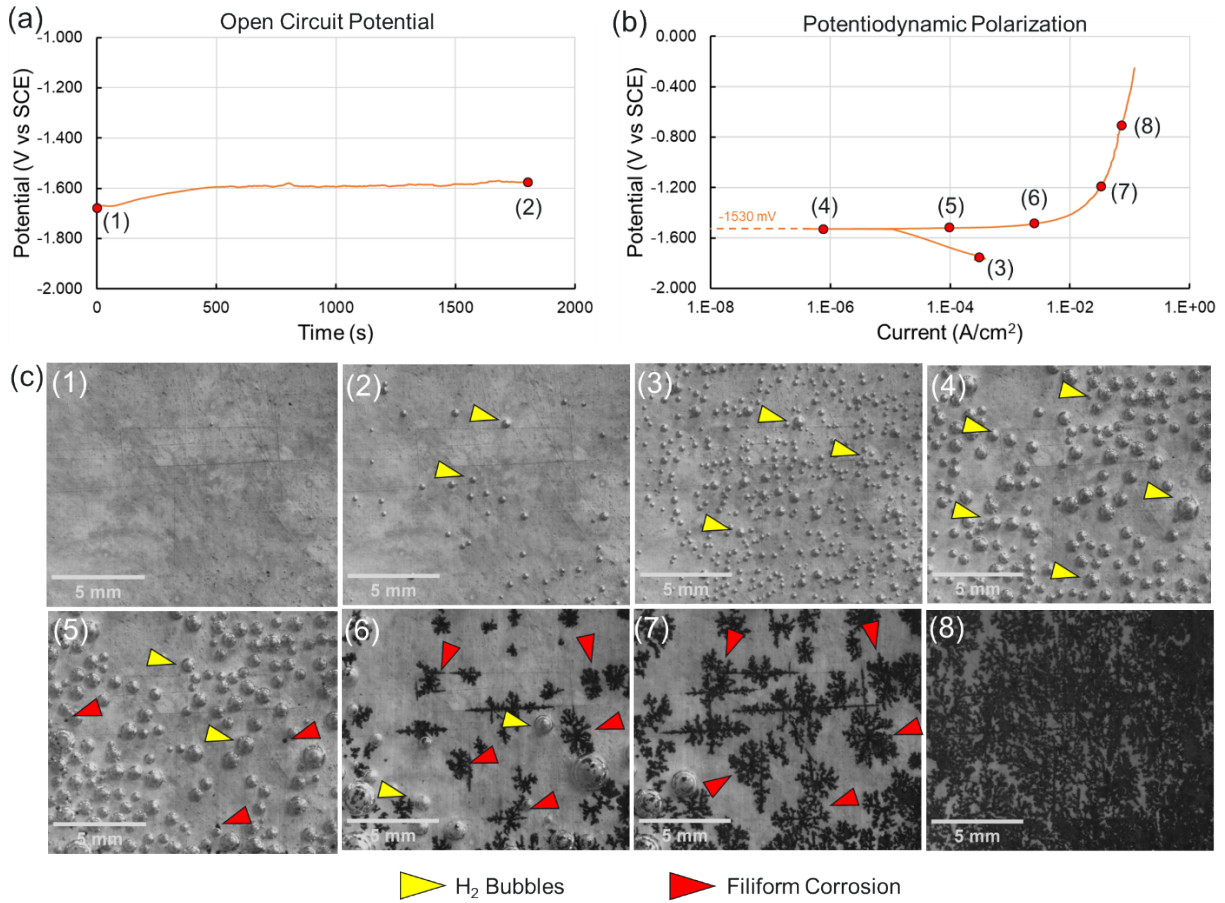 (a)
Open Circuit Potential
Potential (V vs SCE)
-1.000
-1.200
-1.400
-1.600
-1.800
-2.000
(1)
(2)
0
500
1000
1500
2000
Time (s)
(b)
Potentiodynamic Polarization
Potential (V vs SCE)
0.000
-0.400
-0.800
-1.200
-1.600
-2.000
-1530 mV
(3)
(4)
(5)
(6)
(7)
(8)
1.E-08
1.E-06
1.E-04
1.E-02
1.E+00
Current (A/cm²)
(c)
(1)
5 mm
(2)
5 mm
(3)
5 mm
(4)
5 mm
(5)
5 mm
(6)
5 mm
(7)
5 mm
(8)
5 mm
H₂ Bubbles
Filiform Corrosion